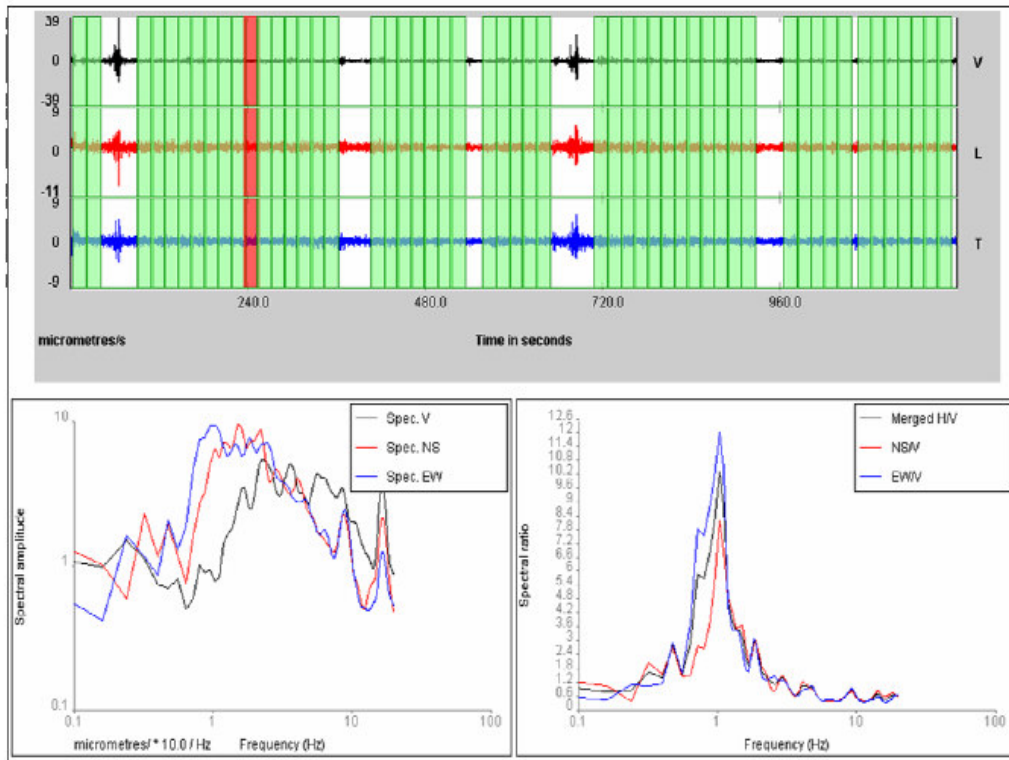 39
0
-39
V
9
0
-11
L
9
0
-9
T
240.0 480.0 720.0 960.0
micrometres/s Time in seconds
10
1
0.1
Spectral amplitude
Spec. V
Spec. NS
Spec. EW
0.1 1 10 100
micrometres/ * 10.0 / Hz Frequency (Hz)
12.6
12
11.4
10.8
10.2
9.6
9
8.4
7.8
7.2
6.6
6
5.4
4.8
4.2
3.6
3
2.4
1.8
1.2
0.6
0
Spectral ratio
Merged H/V
NS/V
EW/V
0.1 1 10 100
Frequency (Hz)